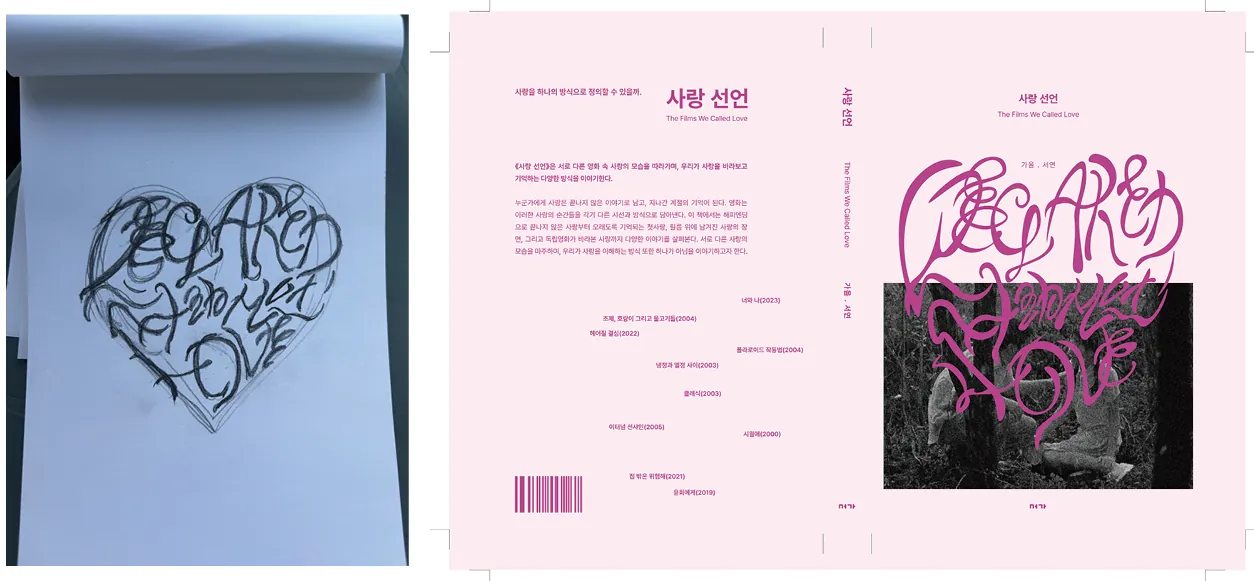 사랑을 하나의 방식으로 정의할 수 있을까.
사랑 선언
The Films We Called Love
《사랑 선언》은 서로 다른 영화 속 사랑의 모습을 따라가며, 우리가 사랑을 바라보고
기억하는 다양한 방식을 이야기한다.
누군가에게 사랑은 끝나지 않은 이야기로 남고, 지나간 계절의 기억이 된다. 영화는
이러한 사랑의 순간들을 각기 다른 시선과 방식으로 담아낸다. 이 책에서는 해피엔딩
으로 끝나지 않은 사랑부터 오래도록 기억되는 첫사랑, 필름 위에 남겨진 사랑의 장
면, 그리고 독립영화가 바라본 사랑까지 다양한 이야기를 살펴본다. 서로 다른 사랑의
모습을 마주하며, 우리가 사랑을 이해하는 방식 또한 하나가 아님을 이야기하고자 한다.
너와 나(2023)
조제, 호랑이 그리고 물고기들(2004)
헤어질 결심(2022)
폴라로이드 작동법(2004)
냉정과 열정 사이(2003)
클래식(2003)
이터널 선샤인(2005)
시월애(2000)
집 밖은 위험해(2021)
윤희에게(2019)
사랑 선언
The Films We Called Love
가을 . 서연
사랑 선언
The Films We Called Love
가을 . 서연